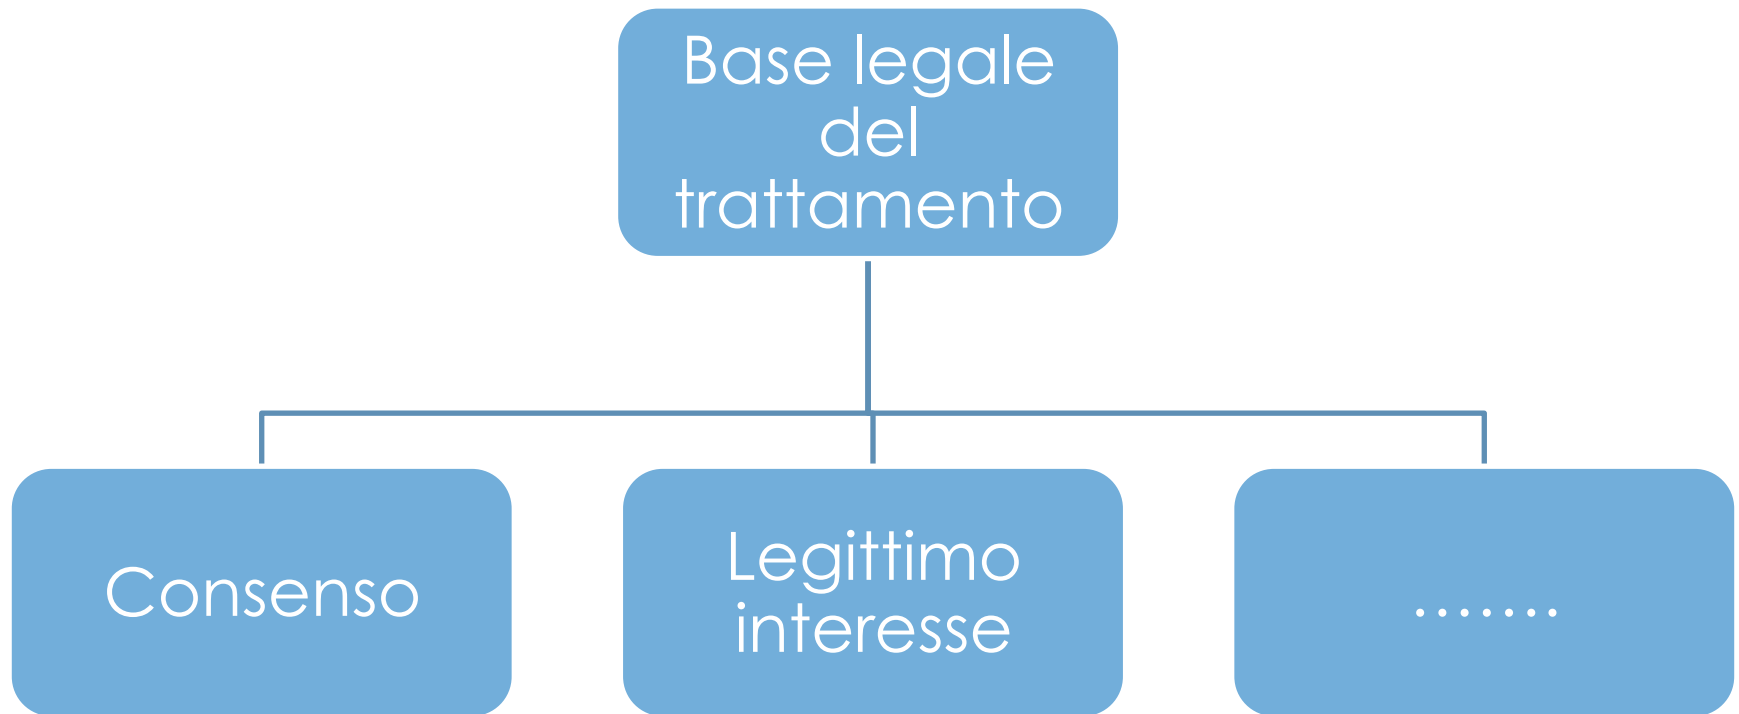 Base legale
del
trattamento
Consenso
Legittimo
interesse
.......